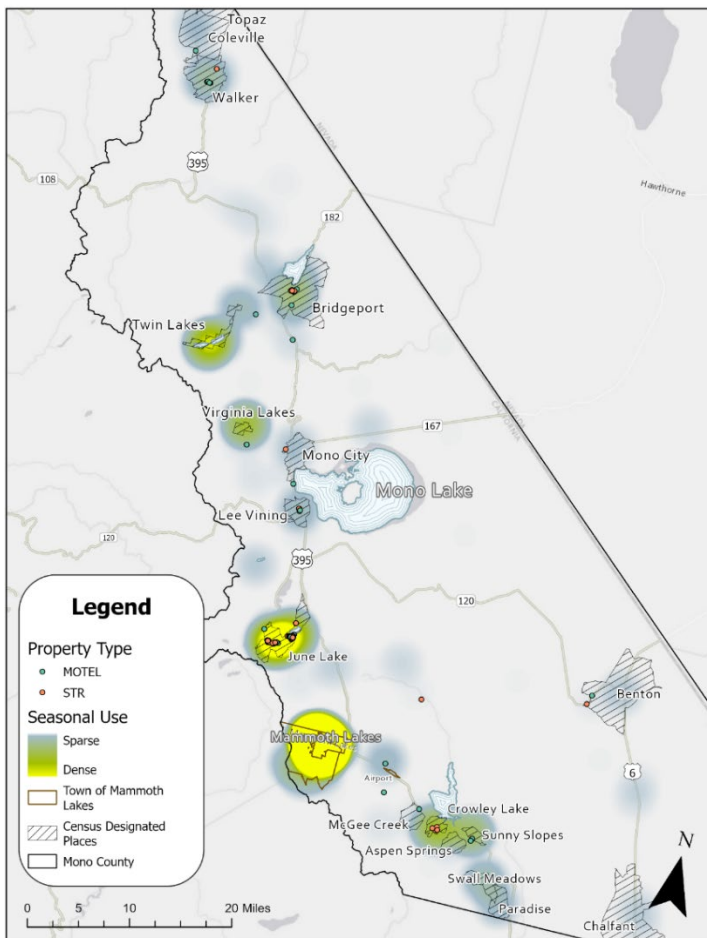 Topaz
Coleville
Walker
395
NEVADA
108
182
Hawthorne
Bridgeport
Twin Lakes
NEVADA
CALIFORNIA
Virginia Lakes
167
Mono City
Mono Lake
Lee Vining
120
395
120
Legend
Property Type
MOTEL
STR
Seasonal Use
Sparse
Dense
Town of Mammoth
Lakes
Census Designated
Places
Mono County
June Lake
Benton
Mammoth Lakes
Airport
6
Crowley Lake
McGee Creek
Sunny Slopes
Aspen Springs
Swall Meadows
Paradise
Chalfant
N
0 5 10 20 Miles